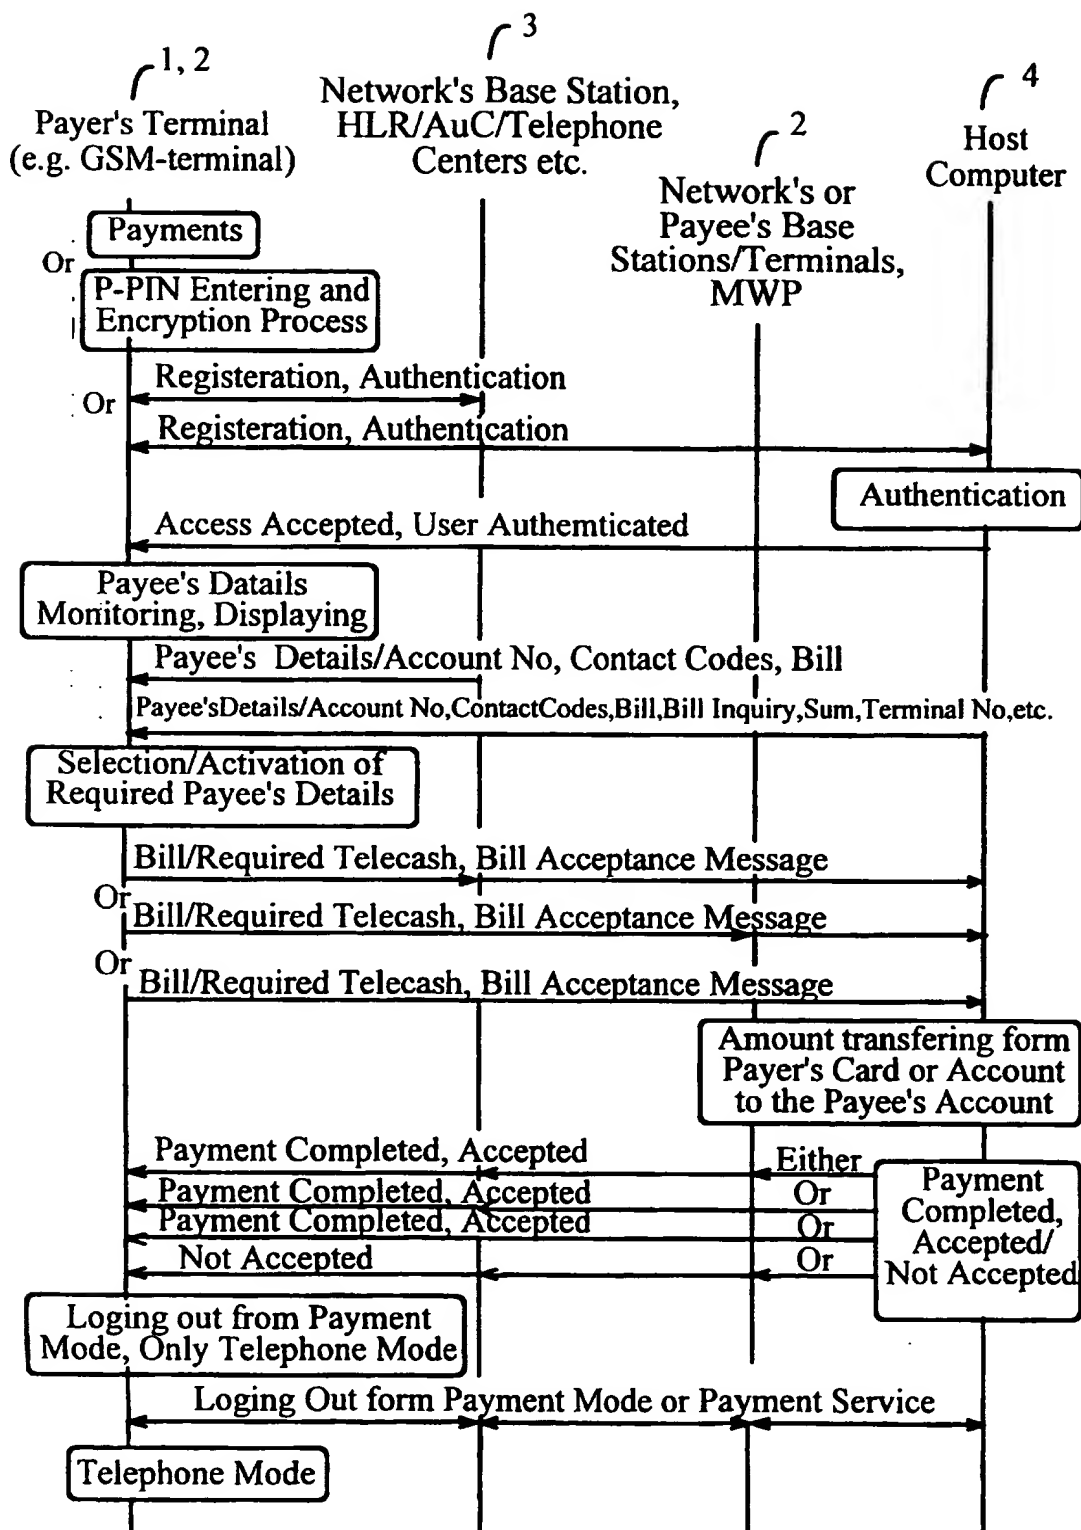 1, 2
3
4
2
Payer's Terminal
(e.g. GSM-terminal)
Network's Base Station,
HLR/AuC/Telephone
Centers etc.
Network's or
Payee's Base
Stations/Terminals,
MWP
Host
Computer
Payments
Or
P-PIN Entering and
Encryption Process
Registeration, Authentication
Or
Registeration, Authentication
Authentication
Access Accepted, User Authemticated
Payee's Datails
Monitoring, Displaying
Payee's Details/Account No, Contact Codes, Bill
Payee'sDetails/Account No,ContactCodes,Bill,Bill Inquiry,Sum,Terminal No,etc.
Selection/Activation of
Required Payee's Details
Bill/Required Telecash, Bill Acceptance Message
Or
Bill/Required Telecash, Bill Acceptance Message
Or
Bill/Required Telecash, Bill Acceptance Message
Amount transfering form
Payer's Card or Account
to the Payee's Account
Payment Completed, Accepted
Either
Payment Completed, Accepted
Or
Payment Completed, Accepted
Or
Not Accepted
Or
Payment
Completed,
Accepted/
Not Accepted
Loging out from Payment
Mode, Only Telephone Mode
Loging Out form Payment Mode or Payment Service
Telephone Mode